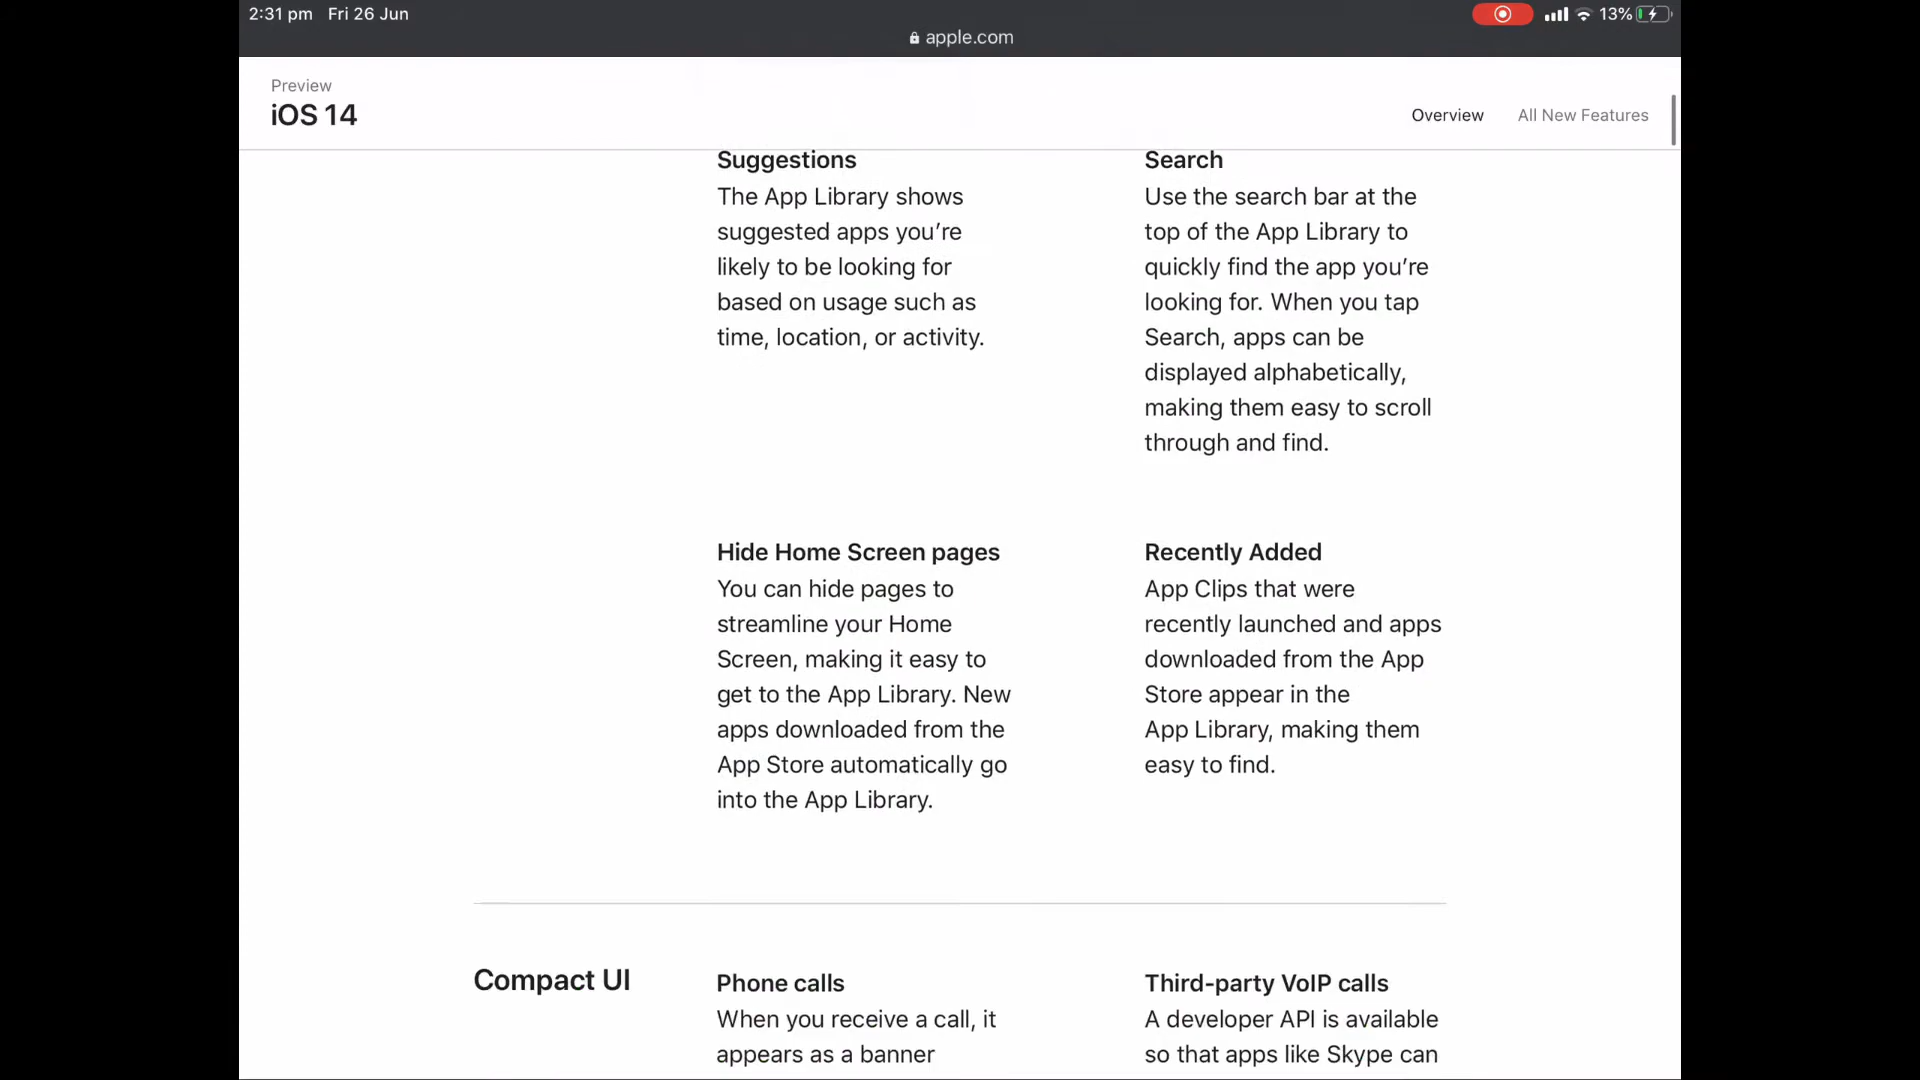 2:31 pm Fri 26 Jun
13%
apple.com
Preview
iOS 14
Overview
All New Features
Suggestions
The App Library shows
suggested apps you’re
likely to be looking for
based on usage such as
time, location, or activity.
Search
Use the search bar at the
top of the App Library to
quickly find the app you’re
looking for. When you tap
Search, apps can be
displayed alphabetically,
making them easy to scroll
through and find.
Hide Home Screen pages
You can hide pages to
streamline your Home
Screen, making it easy to
get to the App Library. New
apps downloaded from the
App Store automatically go
into the App Library.
Recently Added
App Clips that were
recently launched and apps
downloaded from the App
Store appear in the
App Library, making them
easy to find.
Compact UI
Phone calls
When you receive a call, it
appears as a banner
Third-party VoIP calls
A developer API is available
so that apps like Skype can